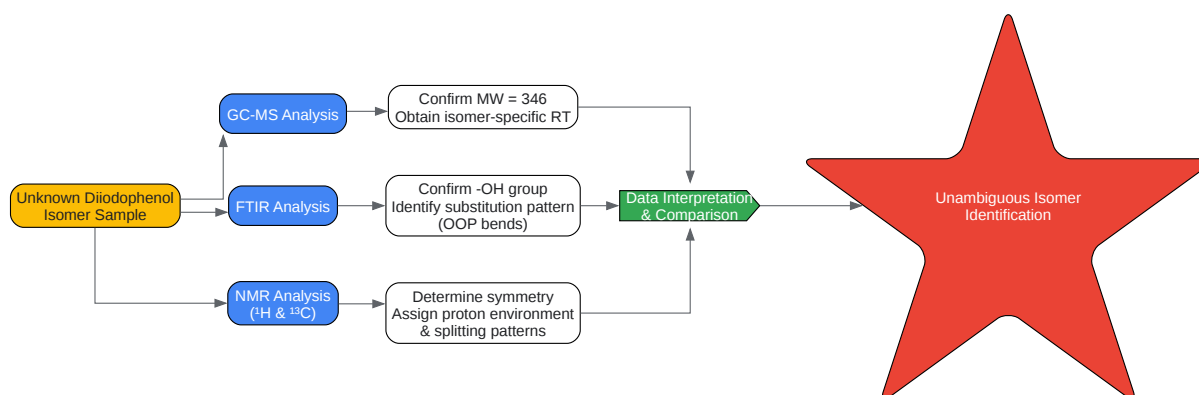 Unknown Diiodophenol
Isomer Sample
GC-MS Analysis
FTIR Analysis
NMR Analysis
(¹H & ¹³C)
Confirm MW = 346
Obtain isomer-specific RT
Confirm -OH group
Identify substitution pattern
(OOP bends)
Determine symmetry
Assign proton environment
& splitting patterns
Data Interpretation
& Comparison
Unambiguous Isomer
Identification